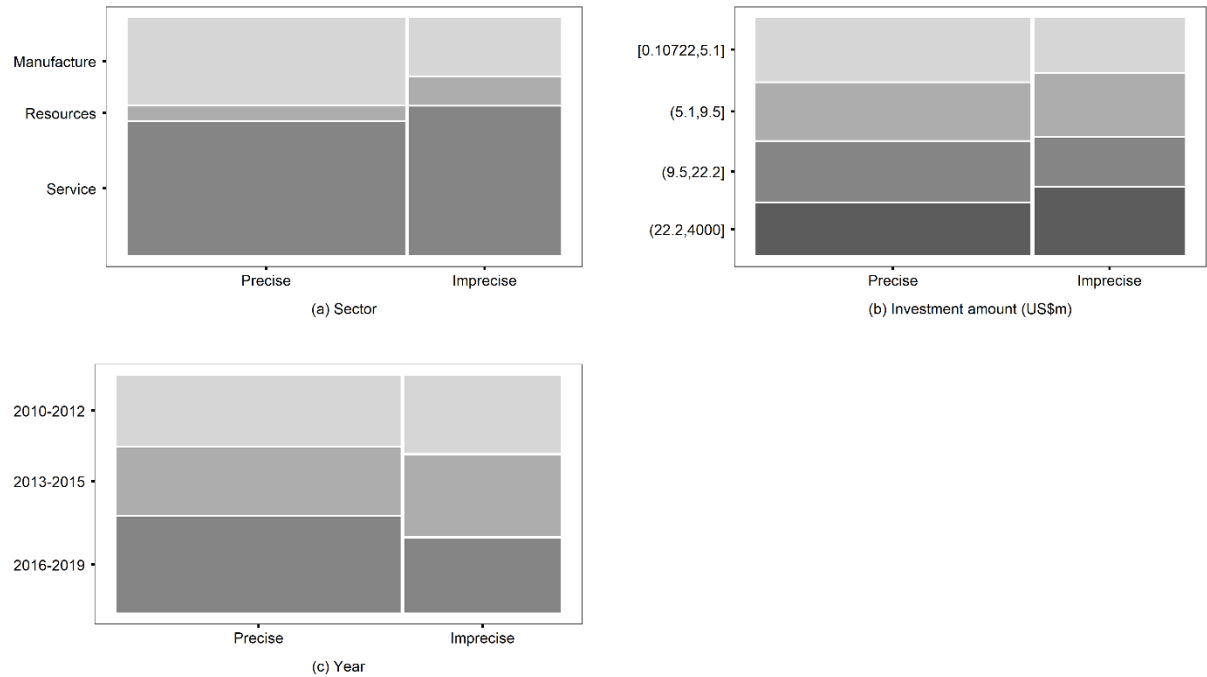 Manufacture
Resources
Service
Precise
Imprecise
(a) Sector
[0.10722,5.1]
(5.1,9.5]
(9.5,22.2]
(22.2,4000]
Precise
Imprecise
(b) Investment amount (US$m)
2010-2012
2013-2015
2016-2019
Precise
Imprecise
(c) Year